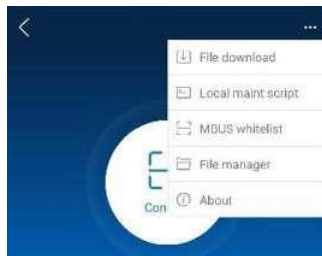 File download
Local maint script
MBUS whitelist
File manager
Con
About